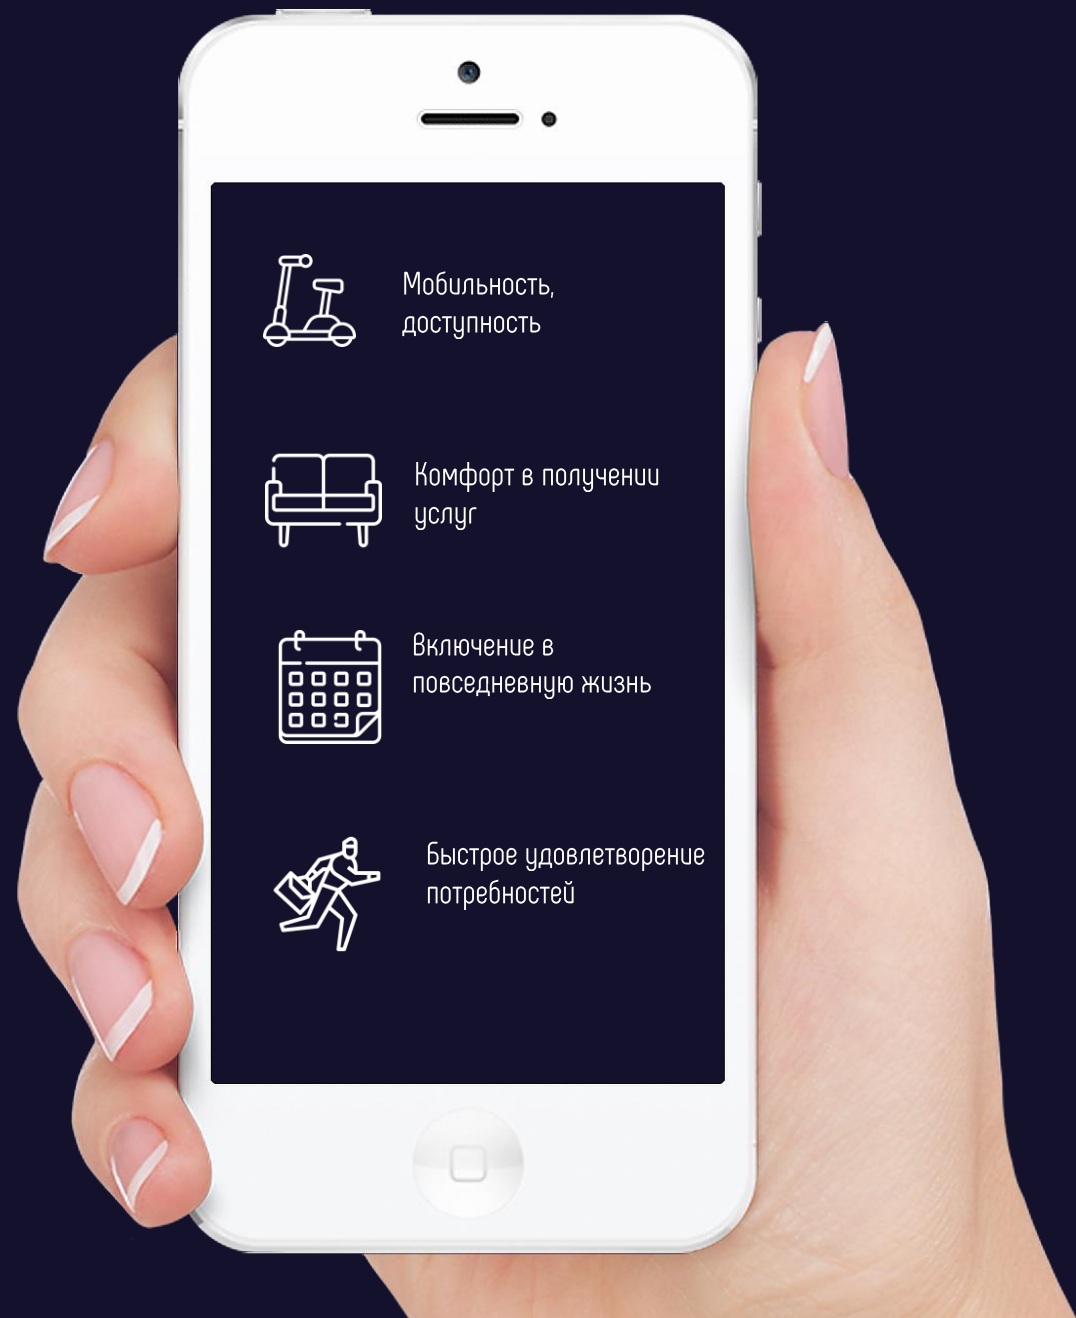 Мобильность,
доступность
Комфорт в получении
услуг
Включение в
повседневную жизнь
Быстрое удовлетворение
потребностей